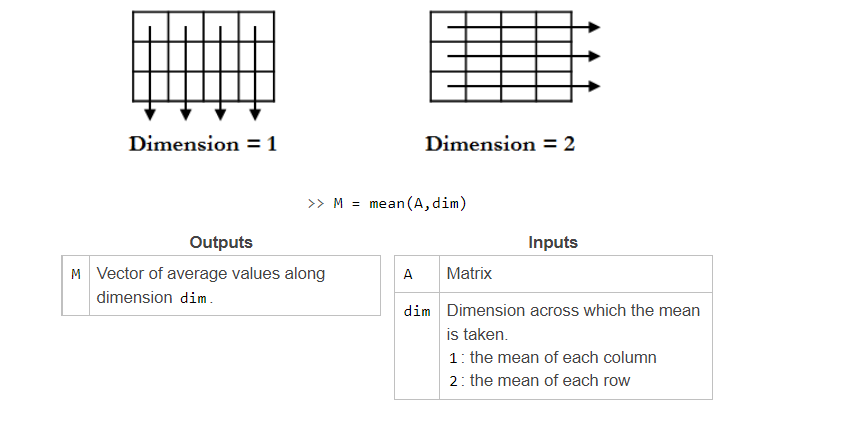 Dimension = 1
Dimension = 2
>> M = mean(A,dim)
Outputs
M Vector of average values along
dimension dim.
Inputs
A Matrix
dim Dimension across which the mean
is taken.
1: the mean of each column
2: the mean of each row